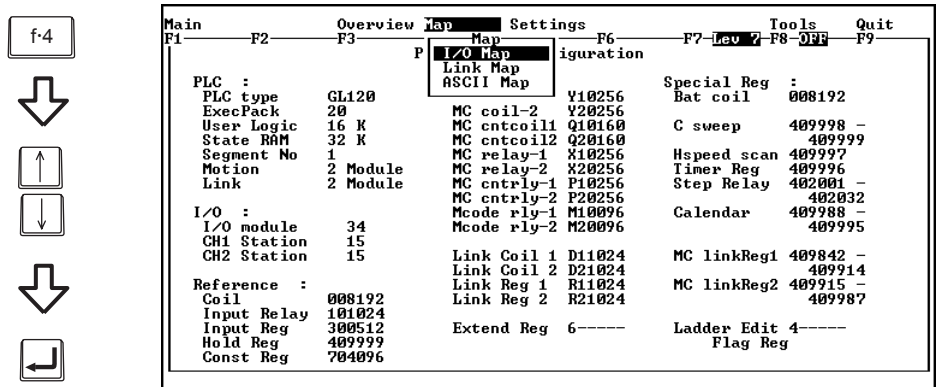 f·4
↑
↓
Main Overview Map Settings Tools Quit
F1 F2 F3 Map F6 F7 Lev 7 F8 OFF F9
P I/O Map iguration
Link Map
ASCII Map
PLC : Special Reg :
PLC type GL120 Y10256 Bat coil 008192
ExecPack 20 MC coil-2 Y20256
User Logic 16 K MC cntcoil1 Q10160 C sweep 409998 -
State RAM 32 K MC cntcoil2 Q20160 409999
Segment No 1 MC relay-1 X10256 Hspeed scan 409997
Motion 2 Module MC relay-2 X20256 Timer Reg 409996
Link 2 Module MC cntrly-1 P10256 Step Relay 402001 -
MC cntrly-2 P20256 402032
I/O : Mcode rly-1 M10096 Calendar 409988 -
I/O module 34 Mcode rly-2 M20096 409995
CH1 Station 15
CH2 Station 15 Link Coil 1 D11024 MC linkReg1 409842 -
Link Coil 2 D21024 409914
Reference : Link Reg 1 R11024 MC linkReg2 409915 -
Coil 008192 Link Reg 2 R21024 409987
Input Relay 101024
Input Reg 300512 Extend Reg 6----- Ladder Edit 4-----
Hold Reg 409999 Flag Reg
Const Reg 704096